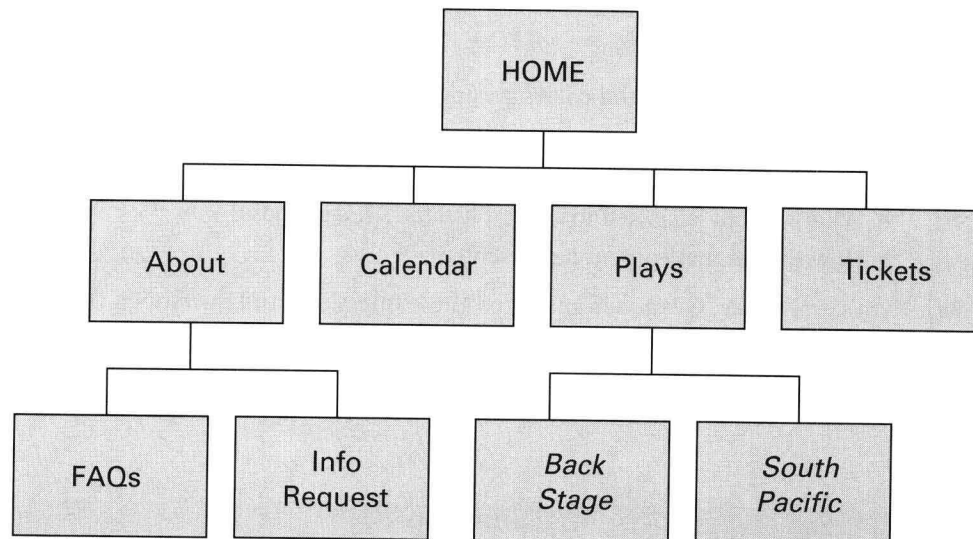 HOME
About
Calendar
Plays
Tickets
FAQs
Info
Request
Back
Stage
South
Pacific